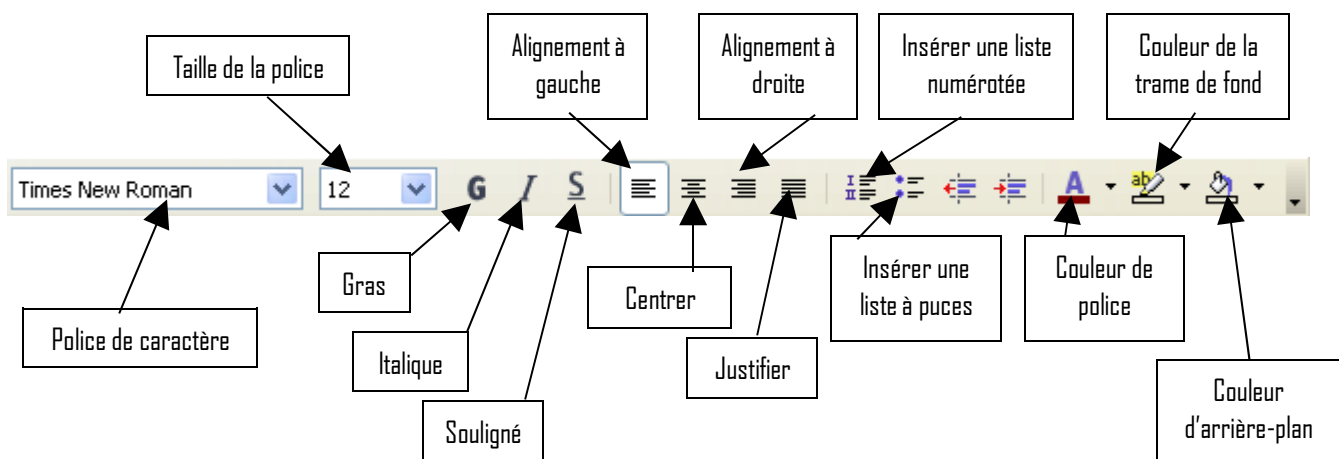 Taille de la police
Alignement à
gauche
Alignement à
droite
Insérer une liste
numérotée
Couleur de la
trame de fond
Times New Roman
12
G
I
S
A
ab
Gras
Italique
Souligné
Police de caractère
Centrer
Justifier
Insérer une
liste à puces
Couleur de
police
Couleur
d'arrière-plan